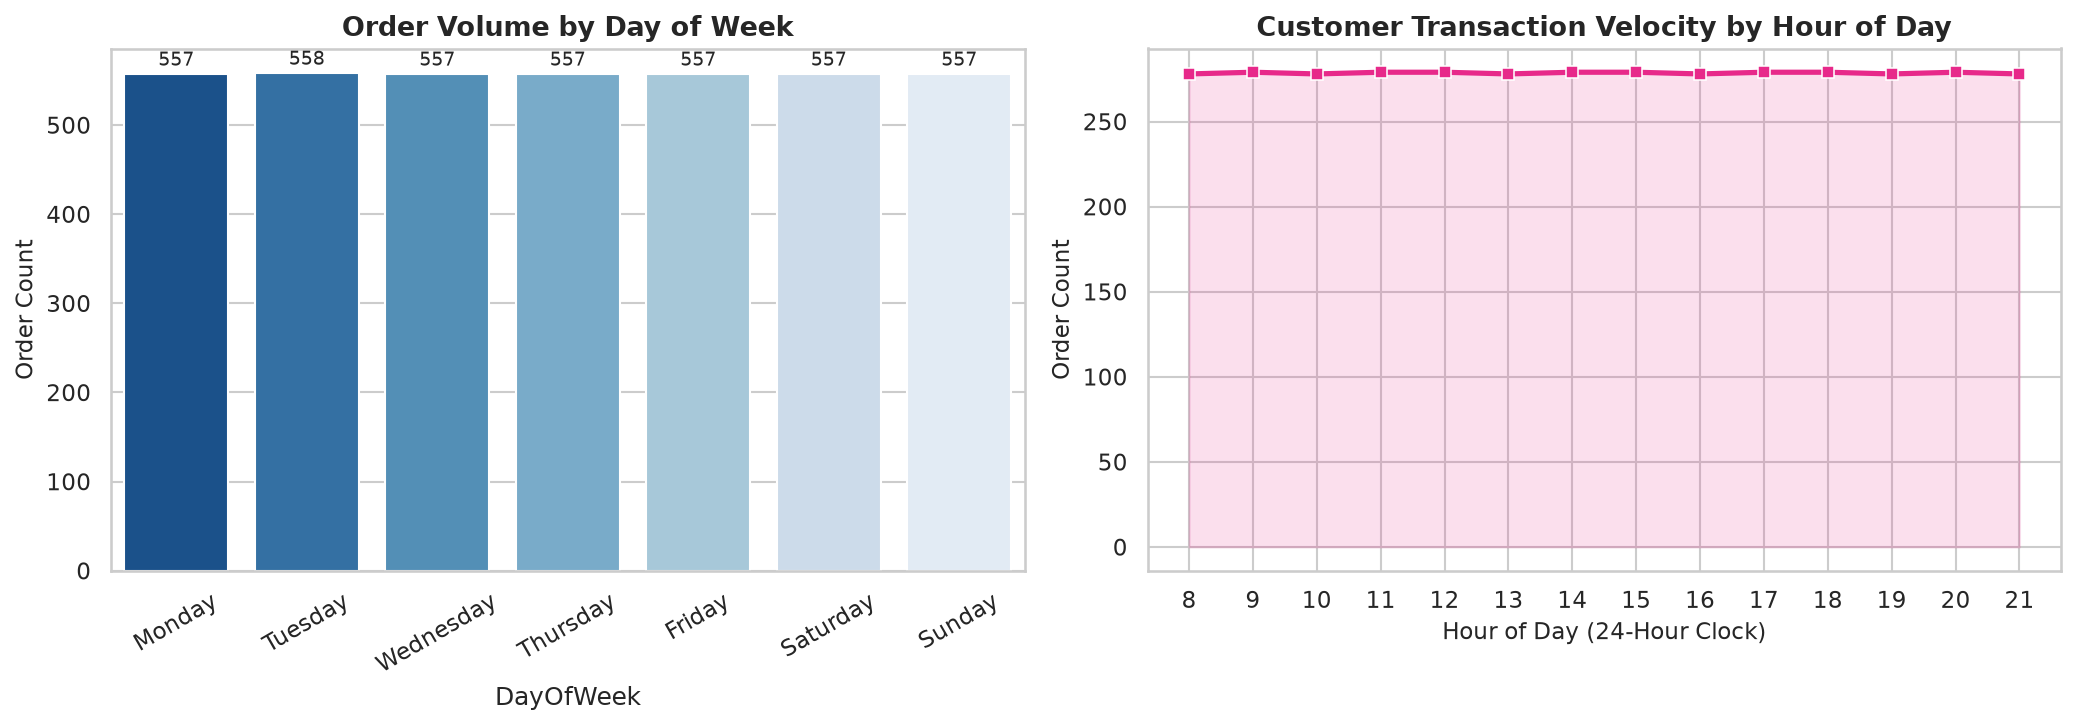 Order Volume by Day of Week
557 558 557 557 557 557 557
Order Count
500
400
300
200
100
0
Monday Tuesday Wednesday Thursday Friday Saturday Sunday
DayOfWeek
Customer Transaction Velocity by Hour of Day
Order Count
250
200
150
100
50
0
8 9 10 11 12 13 14 15 16 17 18 19 20 21
Hour of Day (24-Hour Clock)